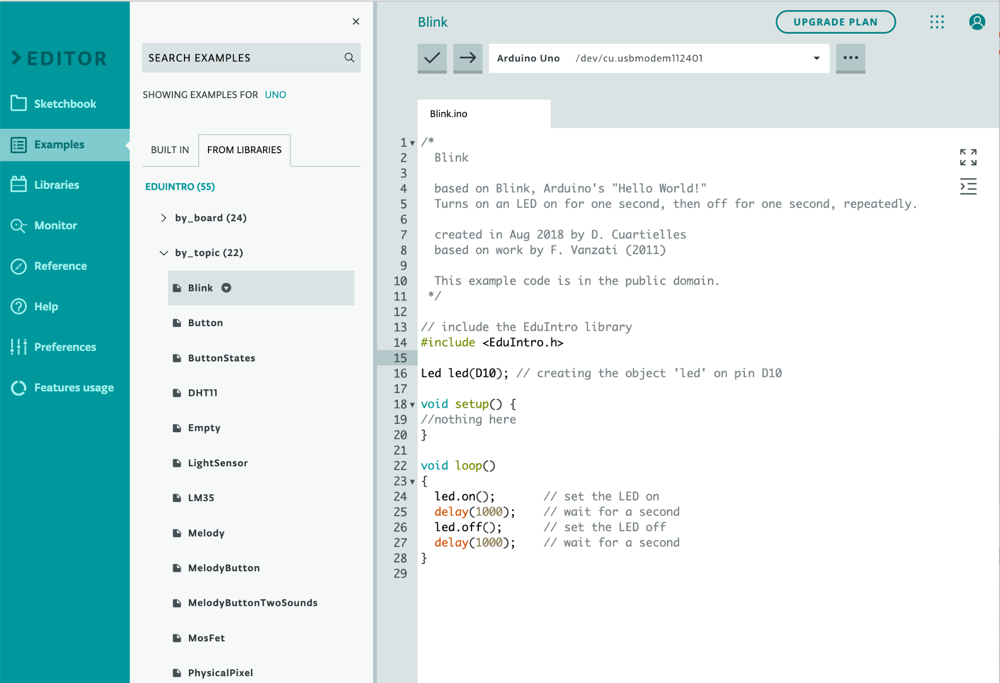 EDITOR
Sketchbook
Examples
Libraries
Monitor
Reference
Help
Preferences
Features usage
SEARCH EXAMPLES
SHOWING EXAMPLES FOR UNO
BUILT IN
FROM LIBRARIES
EDUINTRO (55)
by_board (24)
by_topic (22)
Blink
Button
ButtonStates
DHT11
Empty
LightSensor
LM35
Melody
MelodyButton
MelodyButtonTwoSounds
MosFet
PhysicalPixel
Blink
UPGRADE PLAN
Arduino Uno /dev/cu.usbmodem112401
Blink.ino
1 /*
2   Blink
3
4   based on Blink, Arduino's "Hello World!"
5   Turns on an LED on for one second, then off for one second, repeatedly.
6
7   created in Aug 2018 by D. Cuartielles
8   based on work by F. Vanzati (2011)
9
10   This example code is in the public domain.
11  */
12
13 // include the EduIntro library
14 #include <EduIntro.h>
15
16 Led led(D10); // creating the object 'led' on pin D10
17
18 void setup() {
19 //nothing here
20 }
21
22 void loop()
23 {
24   led.on();       // set the LED on
25   delay(1000);    // wait for a second
26   led.off();      // set the LED off
27   delay(1000);    // wait for a second
28 }
29